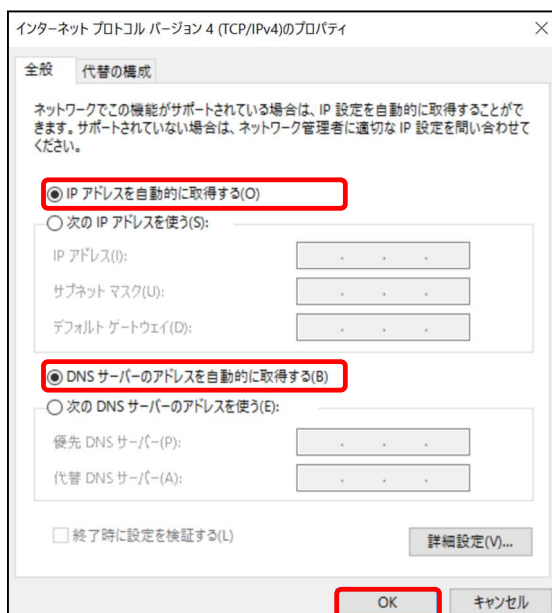 インターネット プロトコル バージョン 4 (TCP/IPv4)のプロパティ
全般
代替の構成
ネットワークでこの機能がサポートされている場合は、IP 設定を自動的に取得することがで
きます。サポートされていない場合は、ネットワーク管理者に適切な IP 設定を問い合わせて
ください。
IP アドレスを自動的に取得する(O)
次の IP アドレスを使う(S):
IP アドレス(I):
サブネット マスク(U):
デフォルト ゲートウェイ(D):
DNS サーバーのアドレスを自動的に取得する(B)
次の DNS サーバーのアドレスを使う(E):
優先 DNS サーバー(P):
代替 DNS サーバー(A):
終了時に設定を検証する(L)
詳細設定(V)...
OK
キャンセル